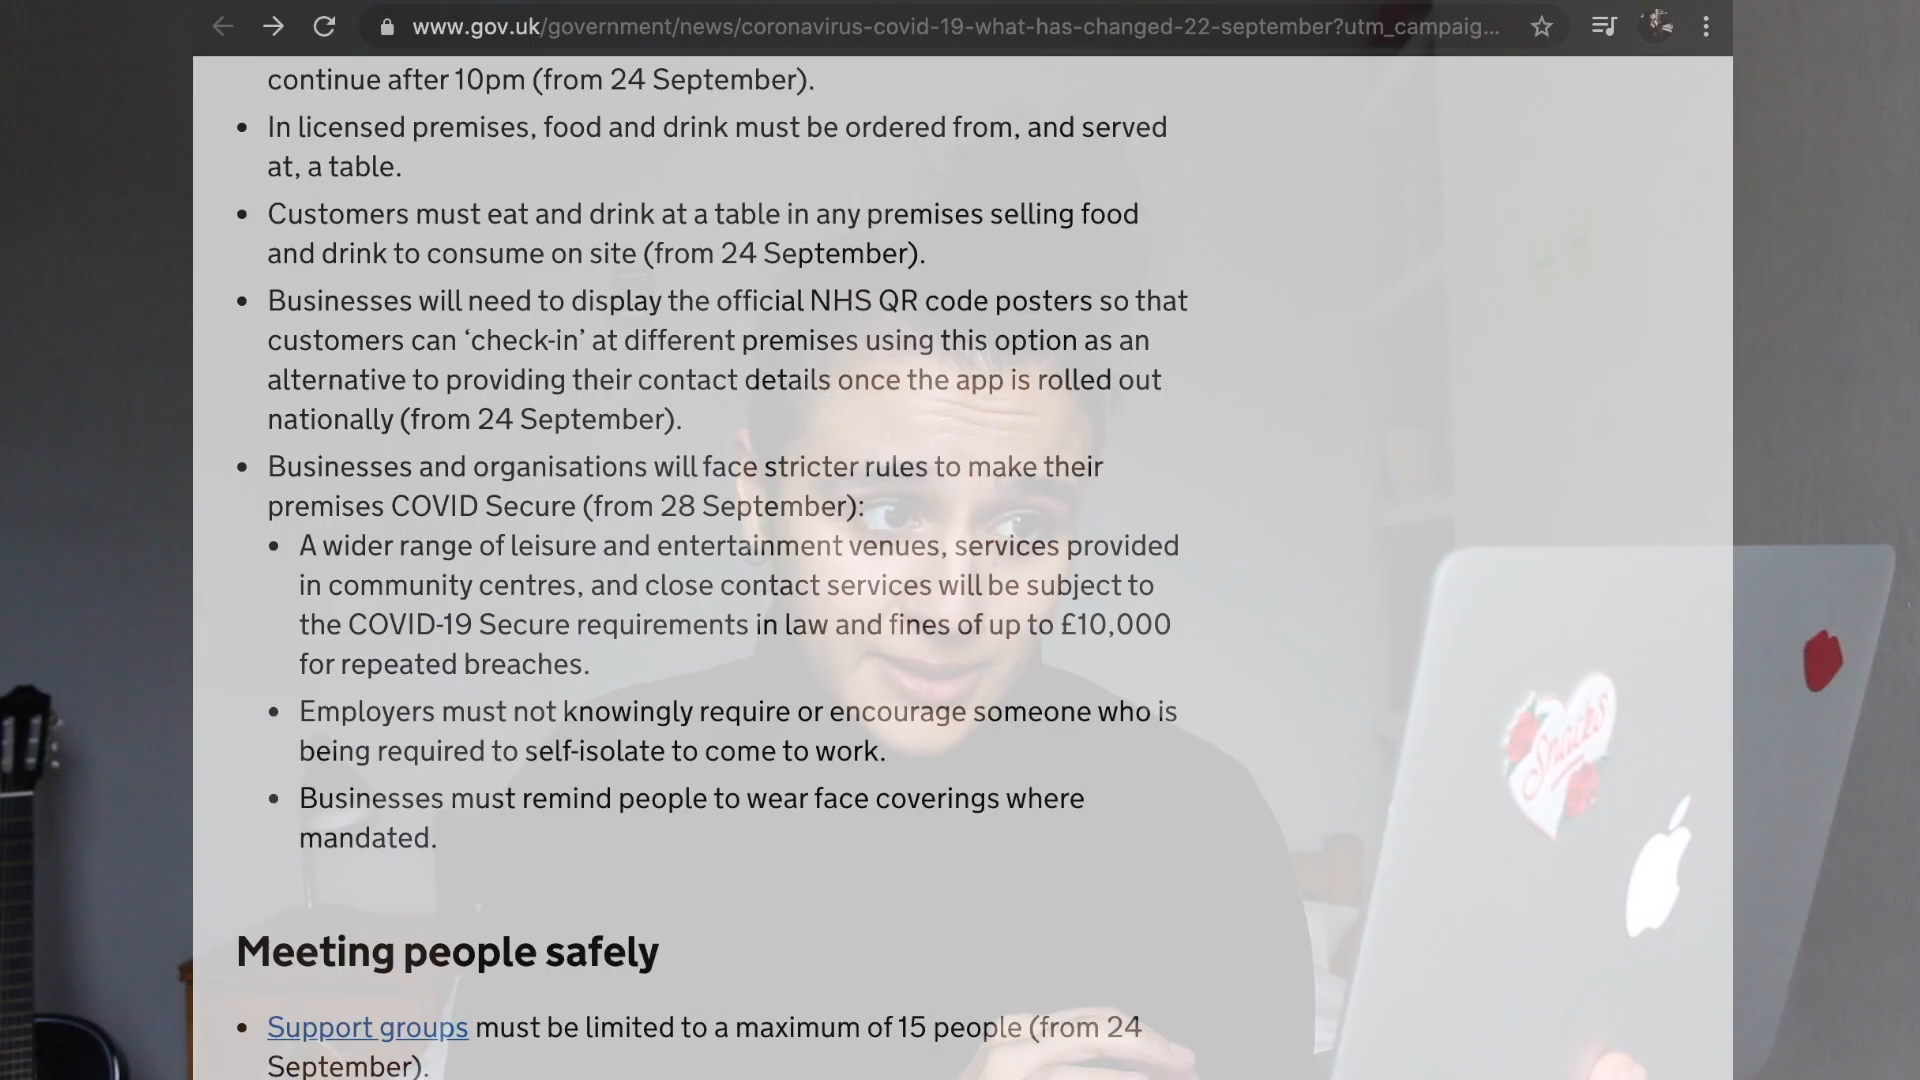 www.gov.uk/government/news/coronavirus-covid-19-what-has-changed-22-september?utm_campaig...
continue after 10pm (from 24 September).
• In licensed premises, food and drink must be ordered from, and served
at, a table.
• Customers must eat and drink at a table in any premises selling food
and drink to consume on site (from 24 September).
• Businesses will need to display the official NHS QR code posters so that
customers can ‘check-in’ at different premises using this option as an
alternative to providing their contact details once the app is rolled out
nationally (from 24 September).
• Businesses and organisations will face stricter rules to make their
premises COVID Secure (from 28 September):
• A wider range of leisure and entertainment venues, services provided
in community centres, and close contact services will be subject to
the COVID-19 Secure requirements in law and fines of up to £10,000
for repeated breaches.
• Employers must not knowingly require or encourage someone who is
being required to self-isolate to come to work.
• Businesses must remind people to wear face coverings where
mandated.
Snacks
Meeting people safely
• Support groups must be limited to a maximum of 15 people (from 24
September).